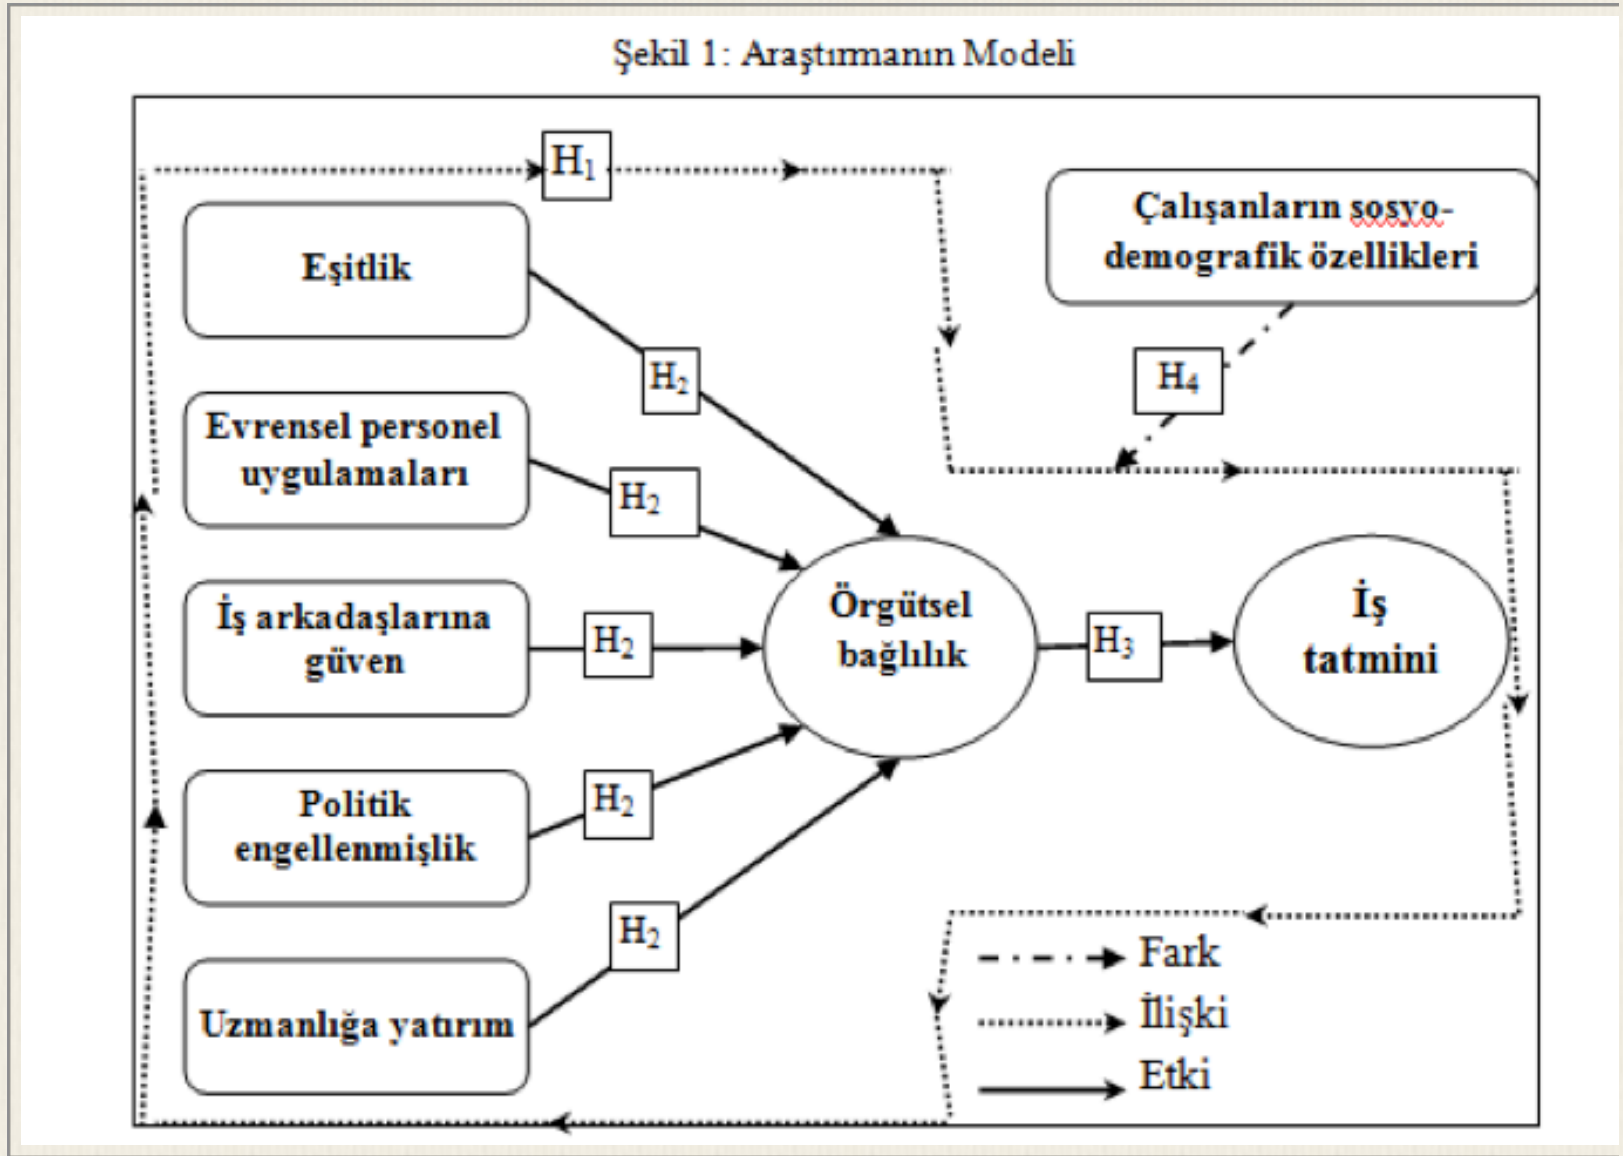 Şekil 1: Araştırmanın Modeli
H₁
Çalışanların sosyo-
demografik özellikleri
Eşitlik
H₂
H₄
Evrensel personel
uygulamaları
H₂
İş arkadaşlarına
güven
H₂
Örgütsel
bağlılık
H₃
İş
tatmini
Politik
engellenmişlik
H₂
H₂
Uzmanlığa yatırım
Fark
İlişki
Etki